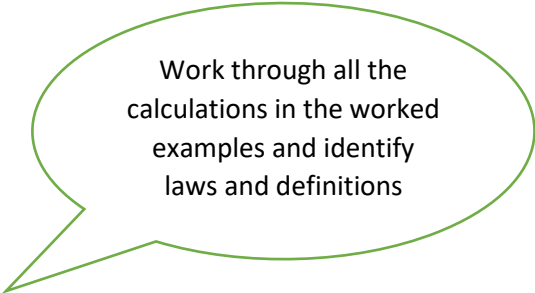 Work through all the
calculations in the worked
examples and identify
laws and definitions